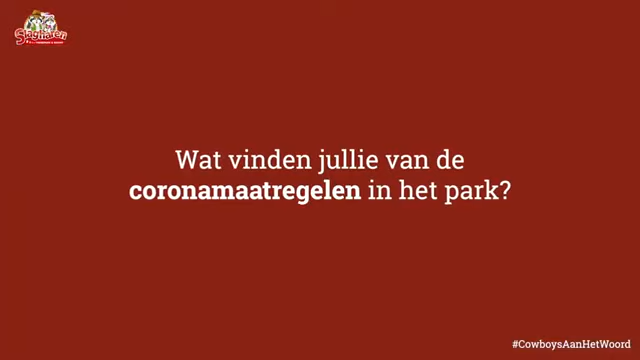 Slagharen
Wat vinden jullie van de
coronamaatregelen in het park?
#CowboysAanHetWoord